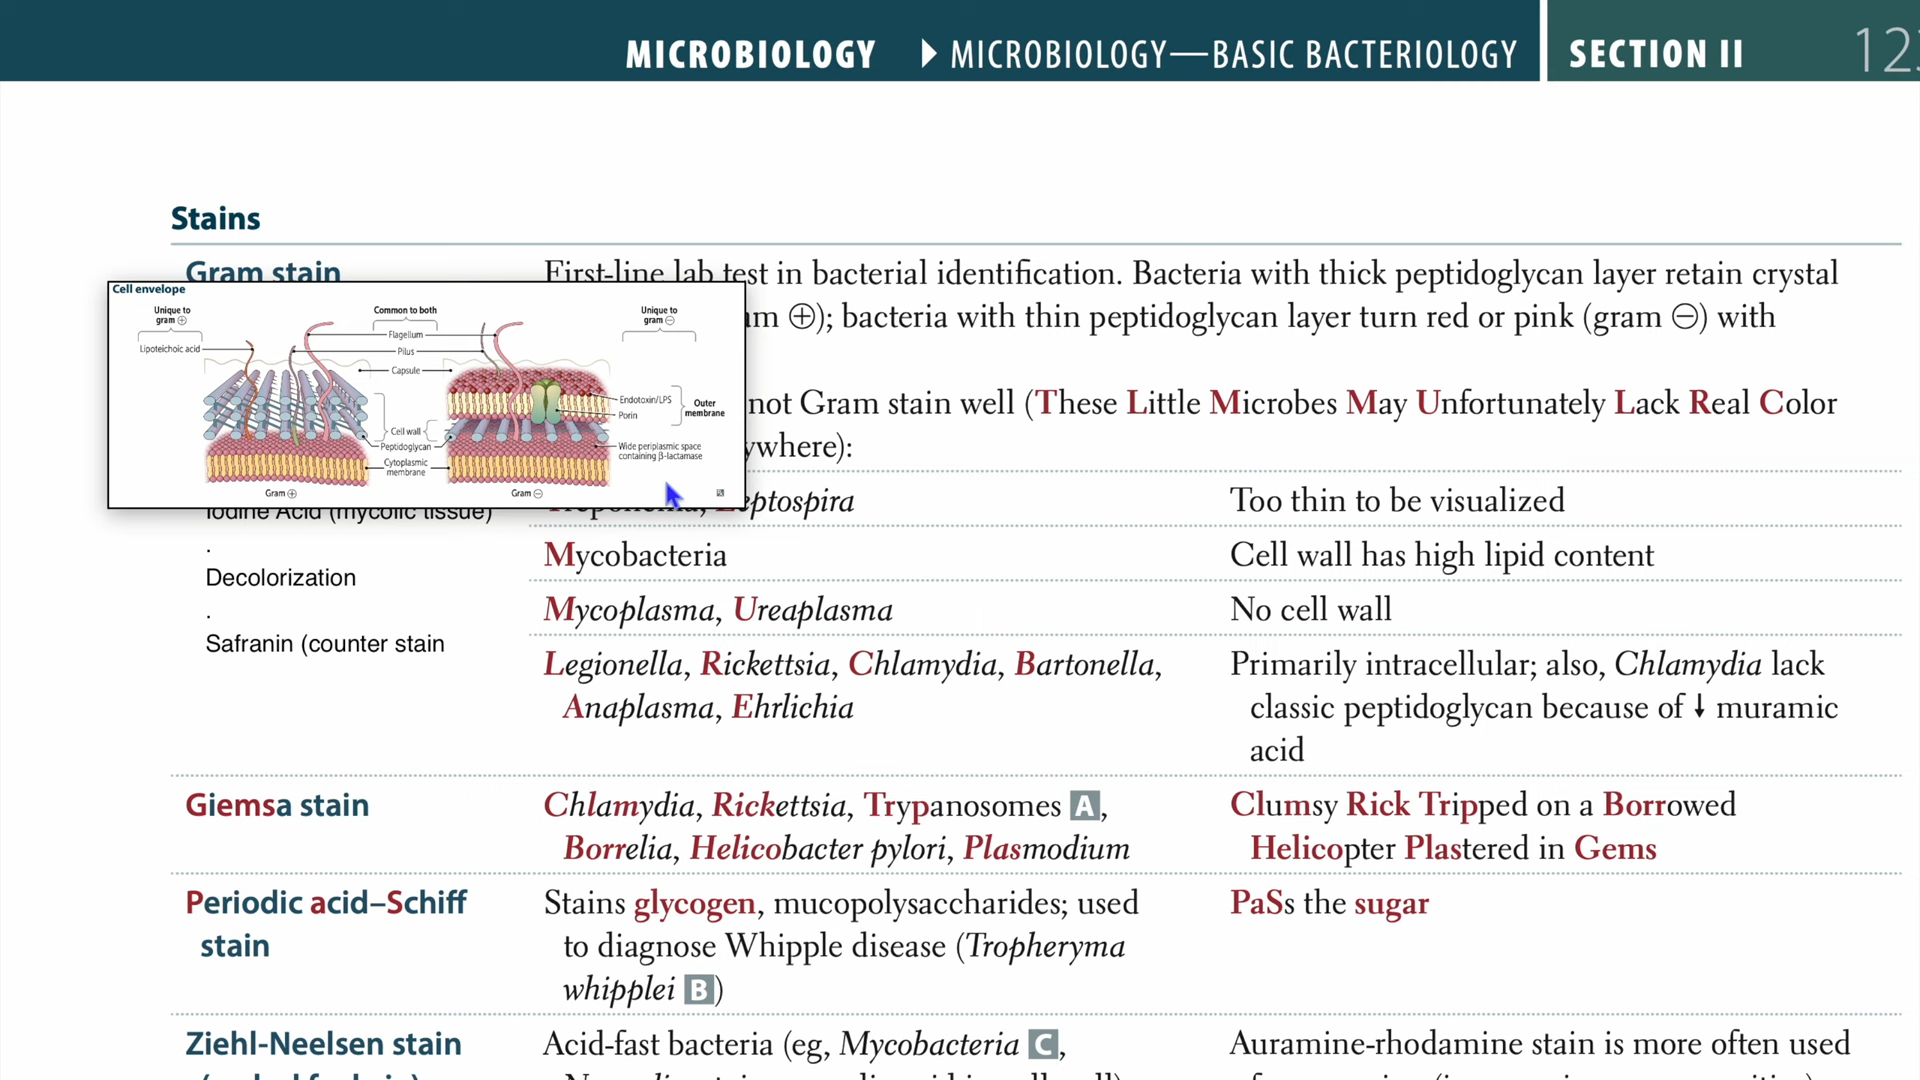 MICROBIOLOGY ▶ MICROBIOLOGY—BASIC BACTERIOLOGY SECTION II
Stains
Gram stain
First-line lab test in bacterial identification. Bacteria with thick peptidoglycan layer retain crystal
⊕); bacteria with thin peptidoglycan layer turn red or pink (gram ⊖) with
not Gram stain well (These Little Microbes May Unfortunately Lack Real Color
Cell envelope
Unique to
gram ⊕
Common to both
Unique to
gram ⊖
Flagellum
Lipoteichoic acid
Pilus
Capsule
Endotoxin/LPS
Outer
membrane
Porin
Cell wall
Peptidoglycan
Wide periplasmic space
containing β-lactamase
Cytoplasmic
membrane
Gram ⊕
Gram ⊖
Iodine Acid (mycolic tissue)
.
Decolorization
.
Safranin (counter stain
Too thin to be visualized
Mycobacteria
Cell wall has high lipid content
Mycoplasma, Ureaplasma
No cell wall
Legionella, Rickettsia, Chlamydia, Bartonella,
Anaplasma, Ehrlichia
Primarily intracellular; also, Chlamydia lack
classic peptidoglycan because of ↓ muramic
acid
Giemsa stain
Chlamydia, Rickettsia, Trypanosomes A,
Borrelia, Helicobacter pylori, Plasmodium
Clumsy Rick Tripped on a Borrowed
Helicopter Plastered in Gems
Periodic acid–Schiff
stain
Stains glycogen, mucopolysaccharides; used
to diagnose Whipple disease (Tropheryma
whipplei B)
PaSs the sugar
Ziehl-Neelsen stain
Acid-fast bacteria (eg, Mycobacteria C,
Auramine-rhodamine stain is more often used